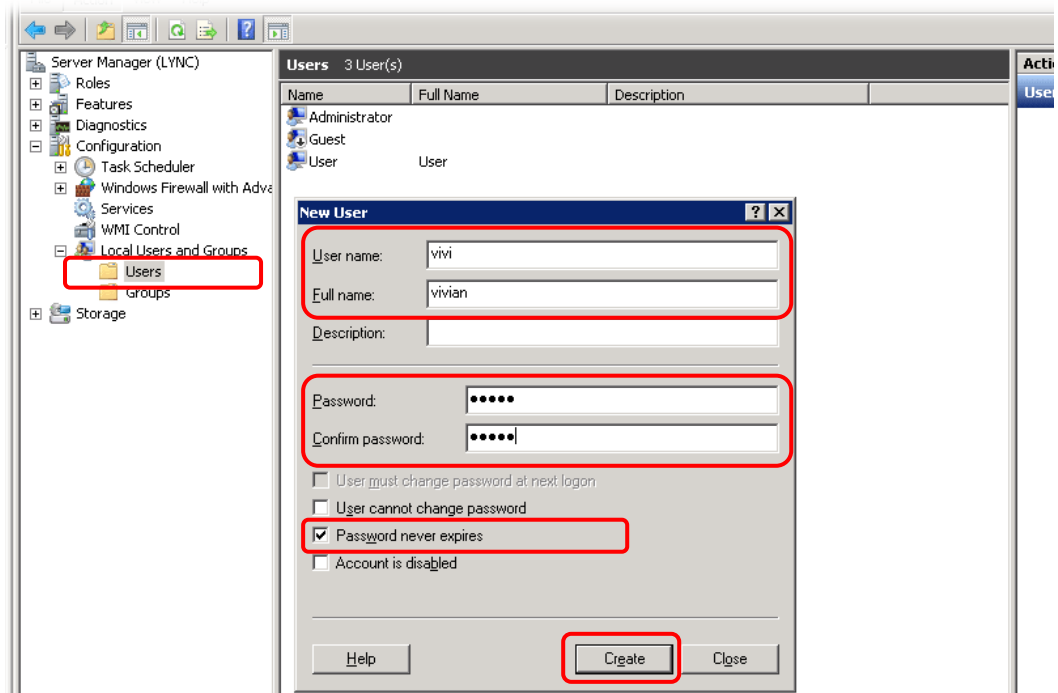 Server Manager (LYNC)
Roles
Features
Diagnostics
Configuration
Task Scheduler
Windows Firewall with Adva
Services
WMI Control
Local Users and Groups
Users
Groups
Storage
Users 3 User(s)
Name Full Name Description
Administrator
Guest
User User
New User
User name: vivi
Full name: vivian
Description:
Password: •••••
Confirm password: •••••
User must change password at next logon
User cannot change password
Password never expires
Account is disabled
Help Create Close
Acti
User